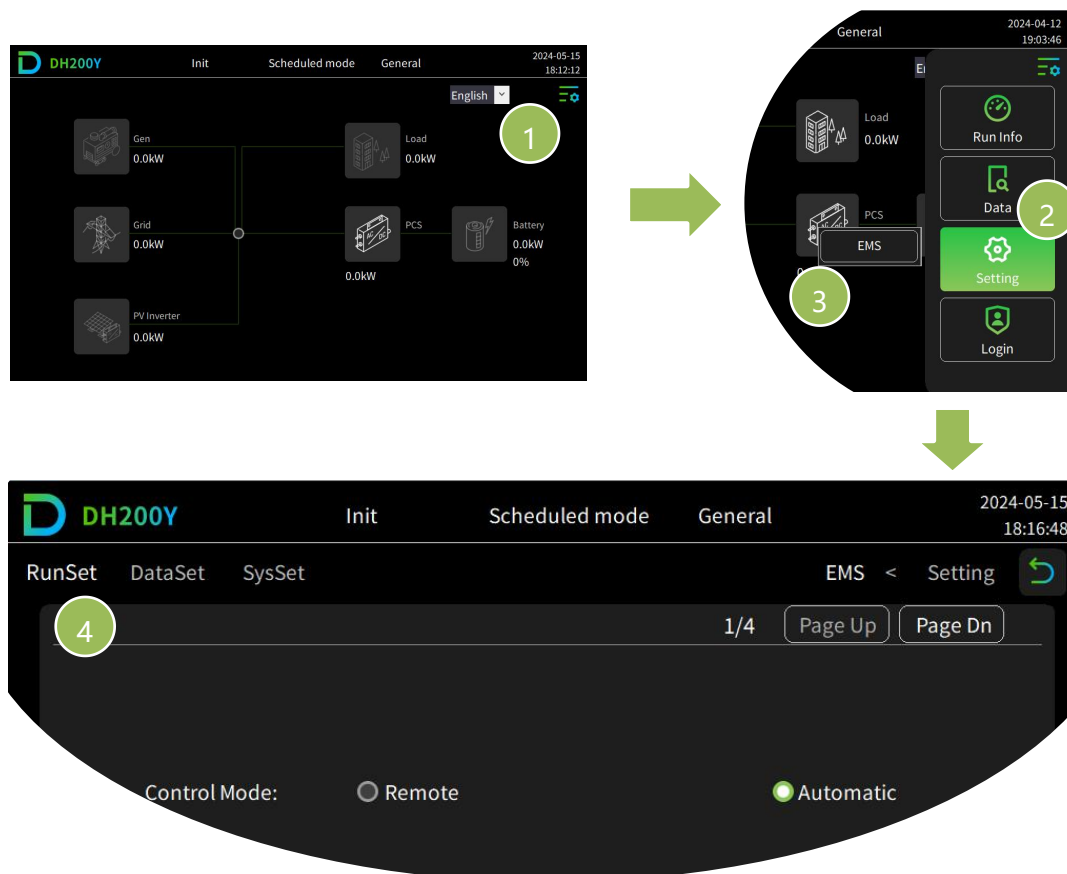 DH200Y Init Scheduled mode General 2024-05-15
18:12:12
English
1
Gen
0.0kW
Load
0.0kW
Grid
0.0kW
PCS
0.0kW
Battery
0.0kW
0%
PV Inverter
0.0kW
General 2024-04-12
19:03:46
Load
0.0kW
Run Info
Data
2
PCS
EMS
Setting
3
Login
DH200Y Init Scheduled mode General 2024-05-15
18:16:48
RunSet DataSet SysSet EMS < Setting
4
1/4 Page Up Page Dn
Control Mode: Remote Automatic